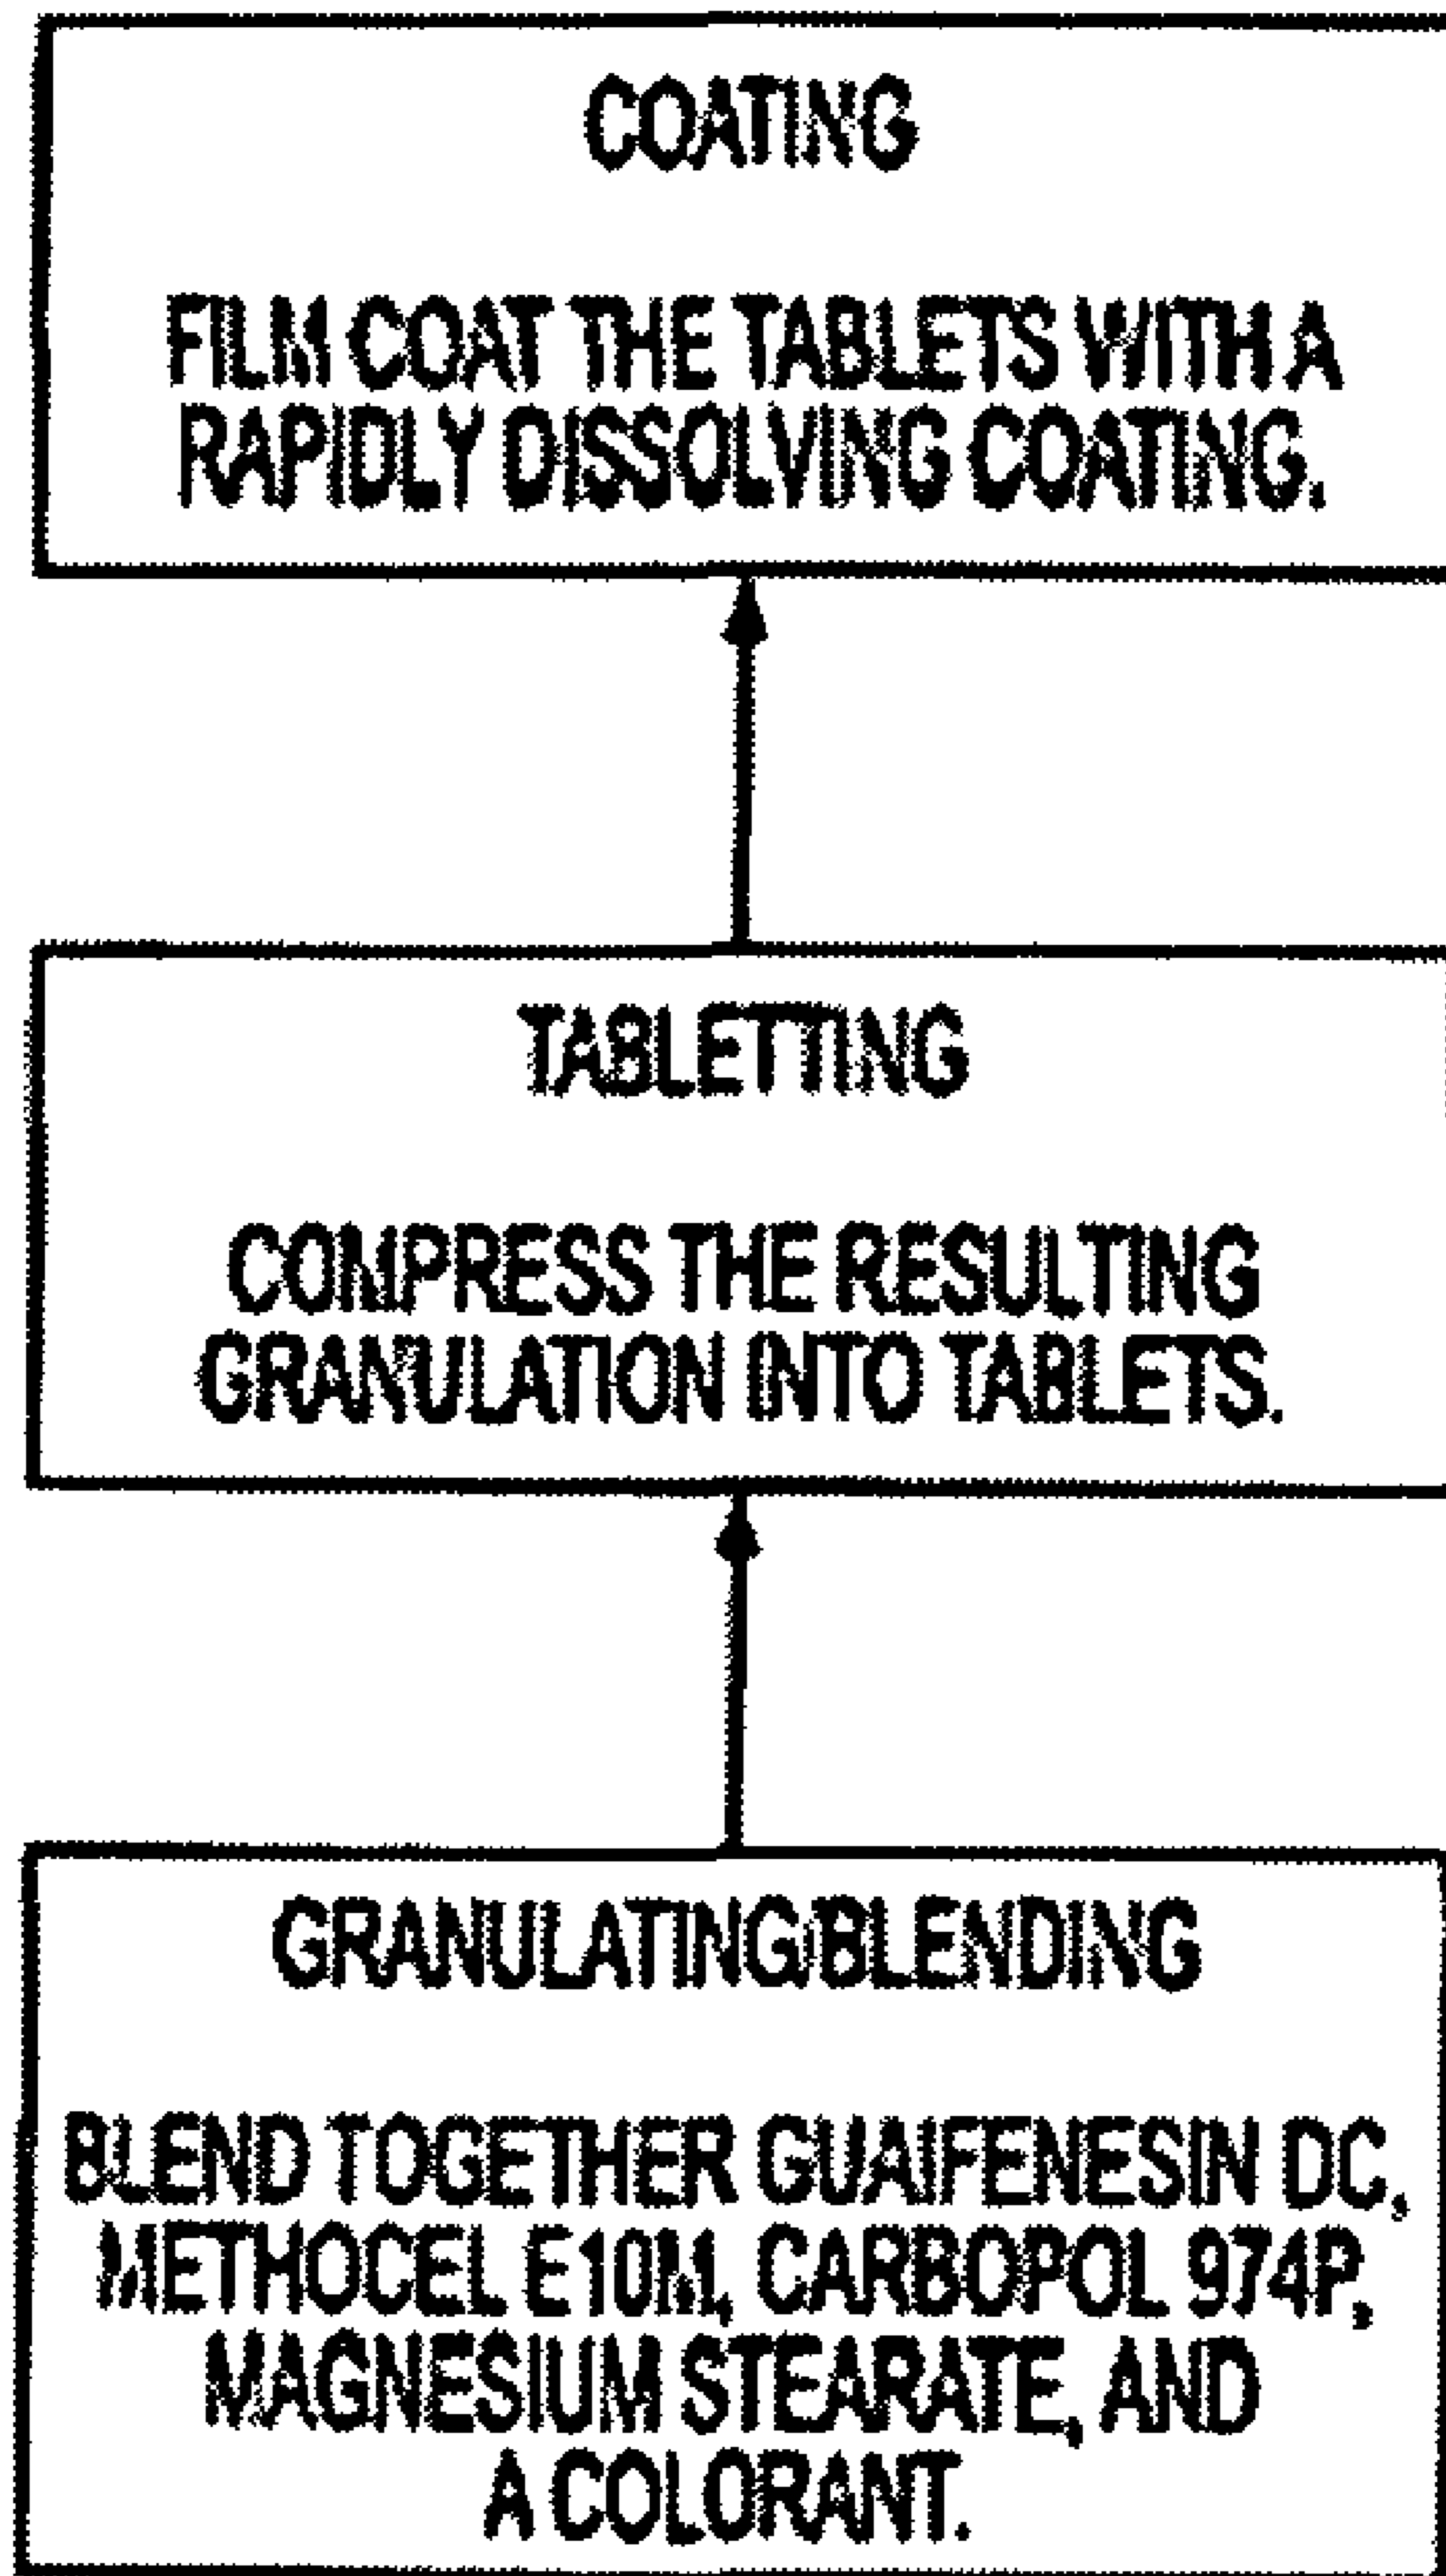 COATING
FILM COAT THE TABLETS WITH A
RAPIDLY DISSOLVING COATING.
TABLETTING
COMPRESS THE RESULTING
GRANULATION INTO TABLETS.
GRANULATING/BLENDING
BLEND TOGETHER GUAIFENESIN DC,
METHOCEL E10M, CARBOPOL 974P,
MAGNESIUM STEARATE, AND
A COLORANT.